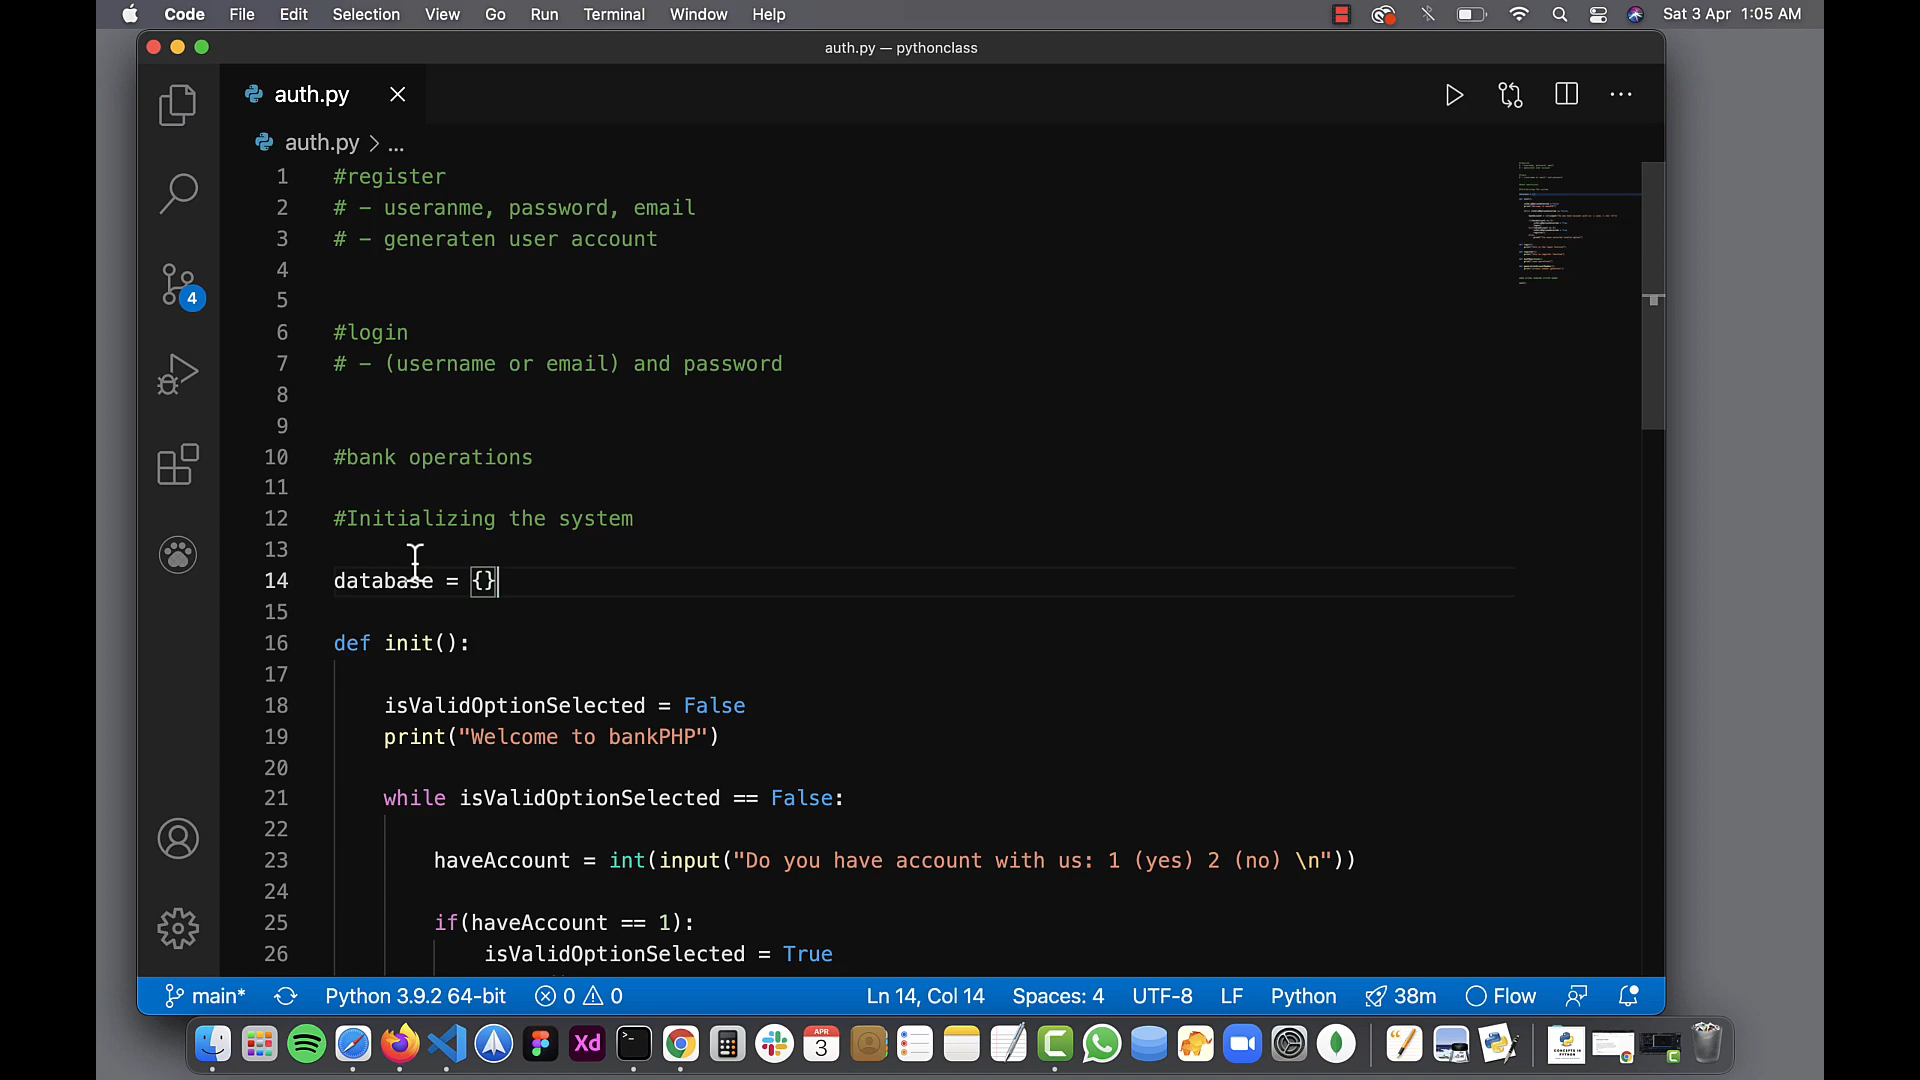 Code File Edit Selection View Go Run Terminal Window Help Sat 3 Apr 1:05 AM
auth.py — pythonclass
auth.py
auth.py > ...
1 #register
2 # - useranme, password, email
3 # - generaten user account
4
5
6 #login
7 # - (username or email) and password
8
9
10 #bank operations
11
12 #Initializing the system
13
14 database = {}
15
16 def init():
17
18 isValidOptionSelected = False
19 print("Welcome to bankPHP")
20
21 while isValidOptionSelected == False:
22
23 haveAccount = int(input("Do you have account with us: 1 (yes) 2 (no) \n"))
24
25 if(haveAccount == 1):
26 isValidOptionSelected = True
4
main* Python 3.9.2 64-bit 0 0 Ln 14, Col 14 Spaces: 4 UTF-8 LF Python 38m Flow
Xd
APR
3